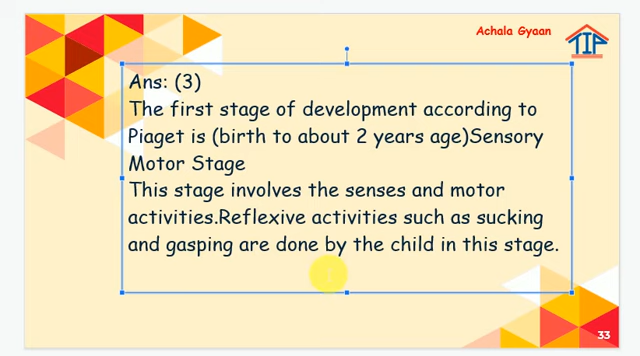 Achala Gyaan
TIP
Ans: (3)
The first stage of development according to
Piaget is (birth to about 2 years age)Sensory
Motor Stage
This stage involves the senses and motor
activities.Reflexive activities such as sucking
and gasping are done by the child in this stage.
33